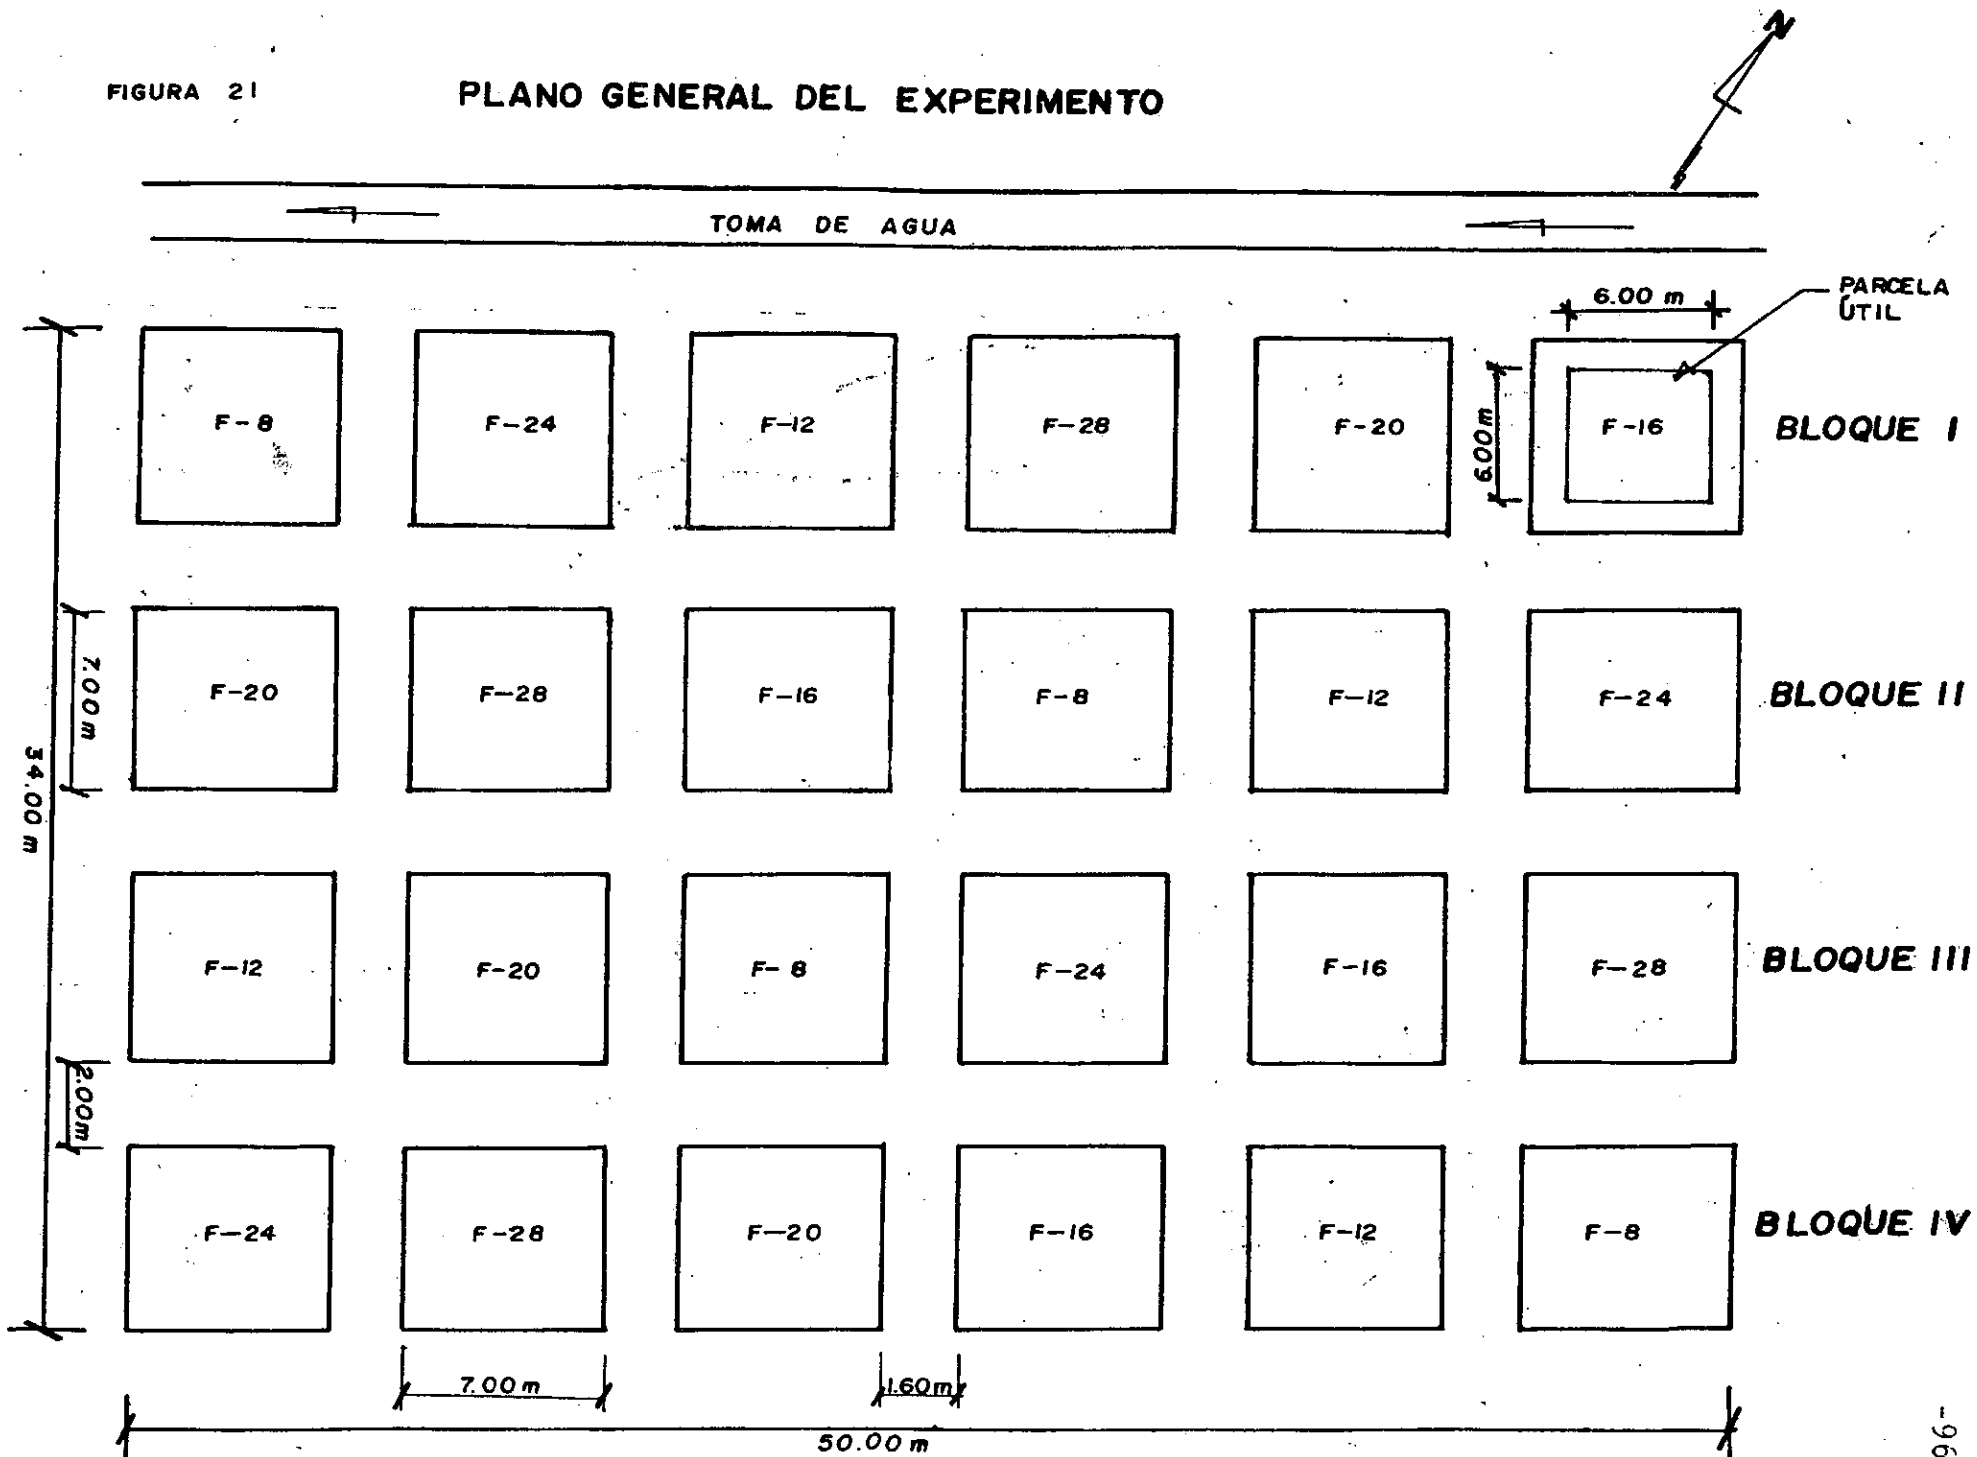 N
FIGURA 21
PLANO GENERAL DEL EXPERIMENTO
TOMA DE AGUA
PARCELA
ÚTIL
6.00 m
6.00 m
F-8 F-24 F-12 F-28 F-20 F-16 BLOQUE I
7.00 m
F-20 F-28 F-16 F-8 F-12 F-24 BLOQUE II
34.00 m
F-12 F-20 F-8 F-24 F-16 F-28 BLOQUE III
2.00 m
F-24 F-28 F-20 F-16 F-12 F-8 BLOQUE IV
7.00 m 1.60 m
50.00 m
-96